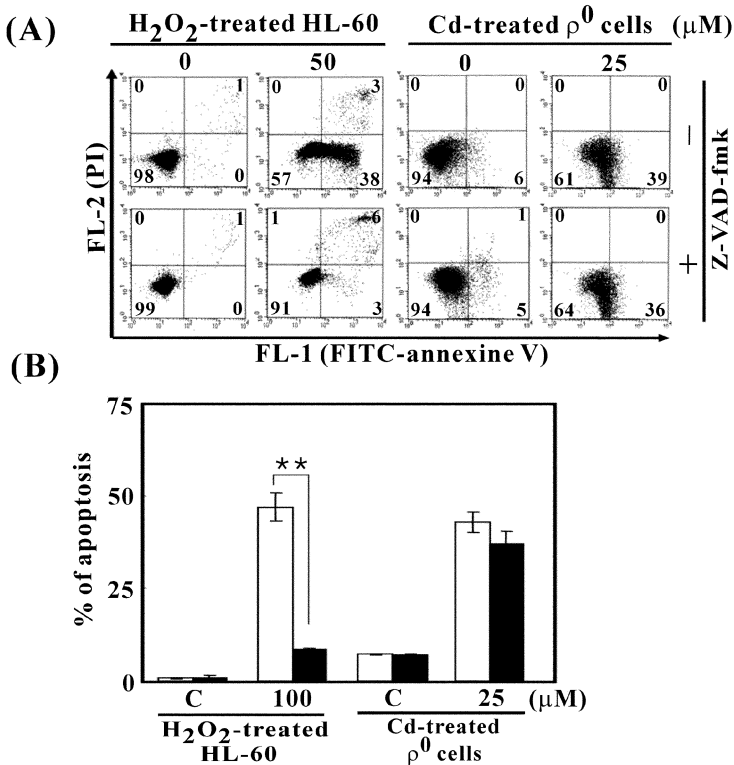 (A)
H2O2-treated HL-60 Cd-treated ρ0 cells (μM)
0 50 0 25
0 1 0 3 0 0 0 0
98 0 57 38 94 6 61 39
0 1 1 6 0 1 0 0
99 0 91 3 94 5 64 36
FL-2 (PI)
− +
Z-VAD-fmk
FL-1 (FITC-annexine V)
(B)
75
50
25
0
% of apoptosis
**
C 100 C 25 (μM)
H2O2-treated Cd-treated
HL-60 ρ0 cells